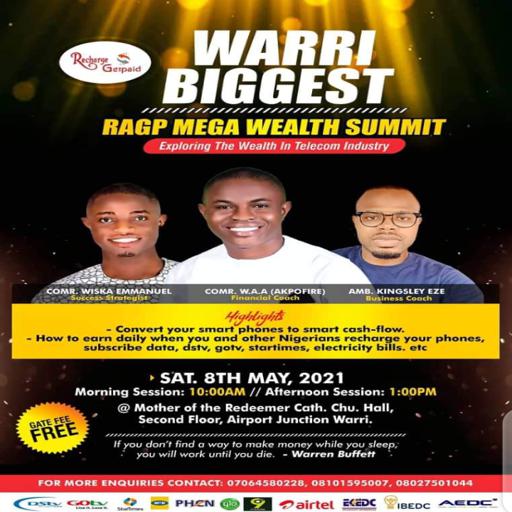 Recharge
Getpaid
WARRI
BIGGEST
RAGP MEGA WEALTH SUMMIT
Exploring The Wealth In Telecom Industry
COMR. WISKA EMMANUEL
Success Strategist
COMR. W.A.A (AKPOFIRE)
Financial Coach
AMB. KINGSLEY EZE
Business Coach
Highlights
- Convert your smart phones to smart cash-flow.
- How to earn daily when you and other Nigerians recharge your phones,
subscribe data, dstv, gotv, startimes, electricity bills. etc
SAT. 8TH MAY, 2021
Morning Session: 10:00AM // Afternoon Session: 1:00PM
@ Mother of the Redeemer Cath. Chu. Hall,
Second Floor, Airport Junction Warri.
GATE FEE
FREE
If you don't find a way to make money while you sleep,
you will work until you die. - Warren Buffett
FOR MORE ENQUIRIES CONTACT: 07064580228, 08101595007, 08027501044
DStv GOtv StarTimes MTN PHEN glo 9 airtel EKEDC IBEDC AEDC